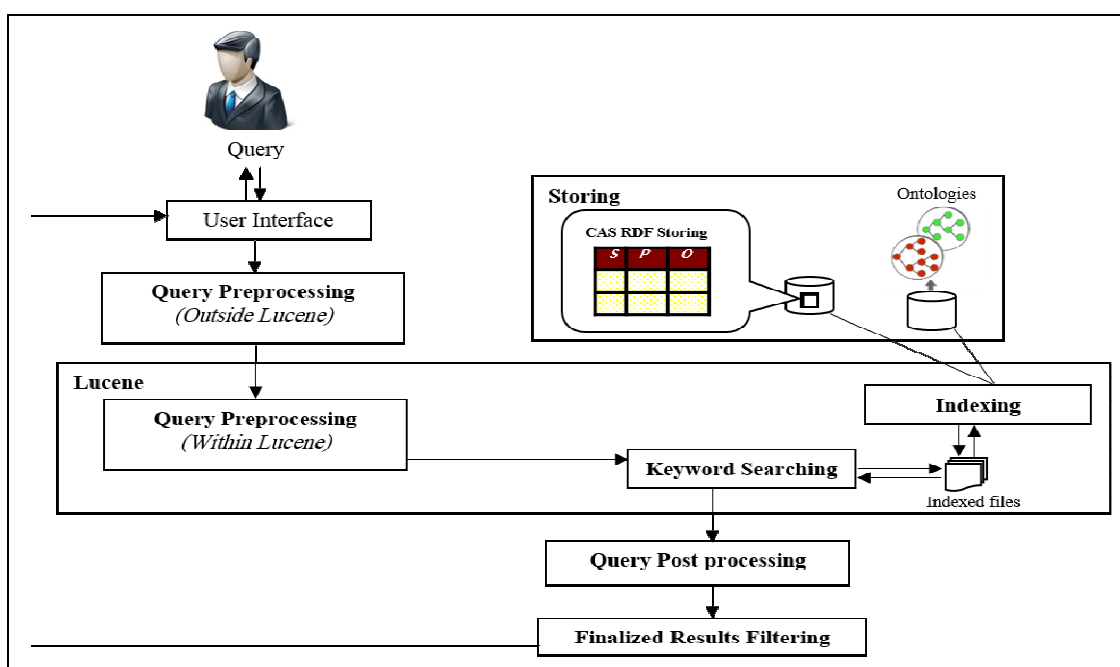 Query
User Interface
Query Preprocessing
(Outside Lucene)
Storing
CAS RDF Storing
S P O
Ontologies
Lucene
Query Preprocessing
(Within Lucene)
Indexing
Keyword Searching
Indexed files
Query Post processing
Finalized Results Filtering